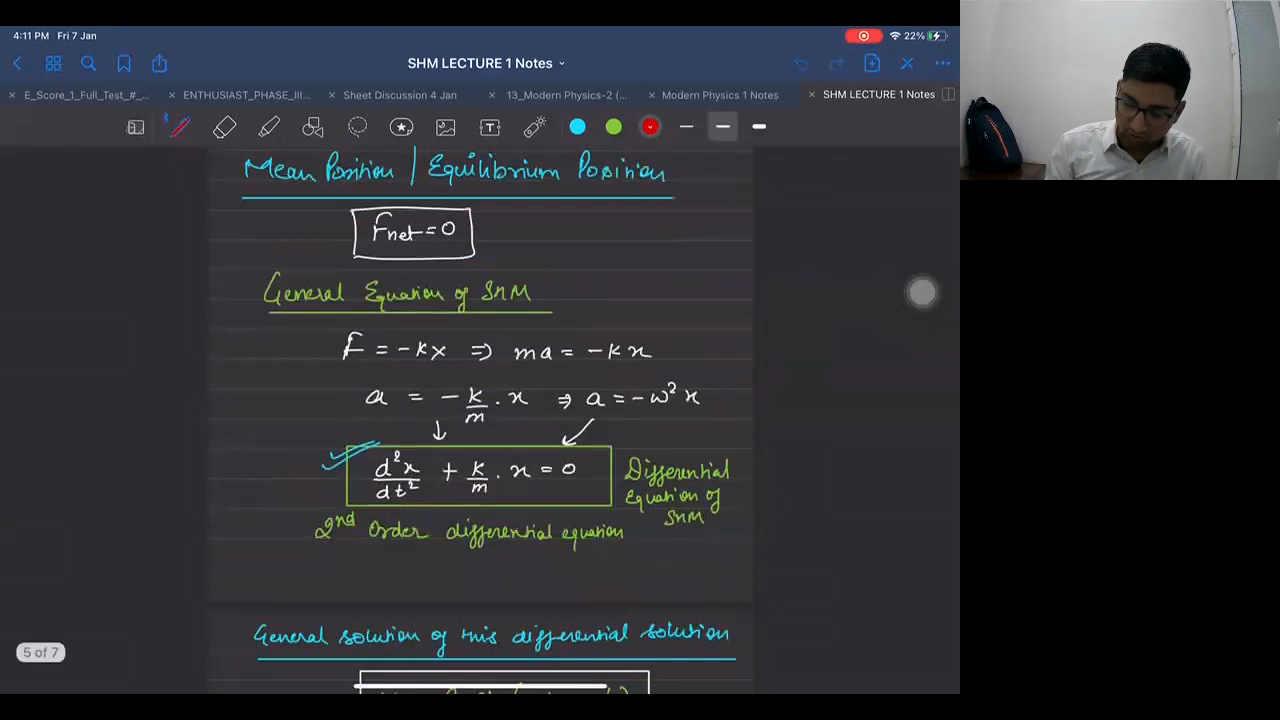 4:11 PM Fri 7 Jan
22%
SHM LECTURE 1 Notes
E_Score_1_Full_Test_#_...
ENTHUSIAST_PHASE_III...
Sheet Discussion 4 Jan
13_Modern Physics-2 (...
Modern Physics 1 Notes
SHM LECTURE 1 Notes
Mean Position | Equilibrium Position
Fnet = 0
General Equation of SHM
F = -kx ⇒ ma = -kx
a = -k/m . x ⇒ a = -ω²x
d²x/dt² + k/m . x = 0
Differential
Equation of
SHM
2nd Order differential equation
General solution of this differential solution
5 of 7